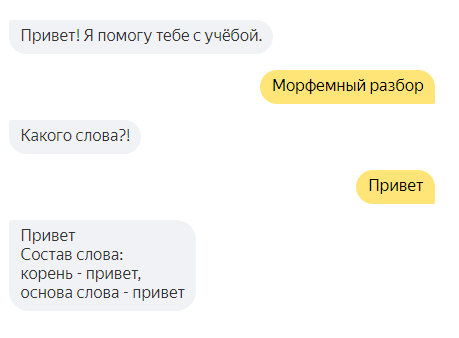 Привет! Я помогу тебе с учёбой.
Морфемный разбор
Какого слова?!
Привет
Привет
Состав слова:
корень - привет,
основа слова - привет